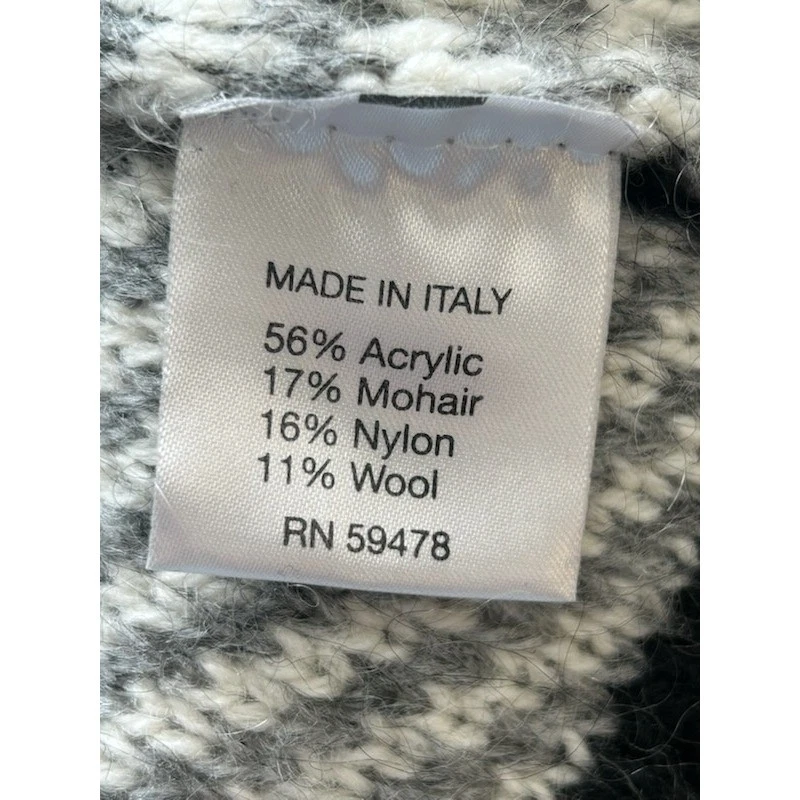 MADE IN ITALY
56% Acrylic
17% Mohair
16% Nylon
11% Wool
RN 59478